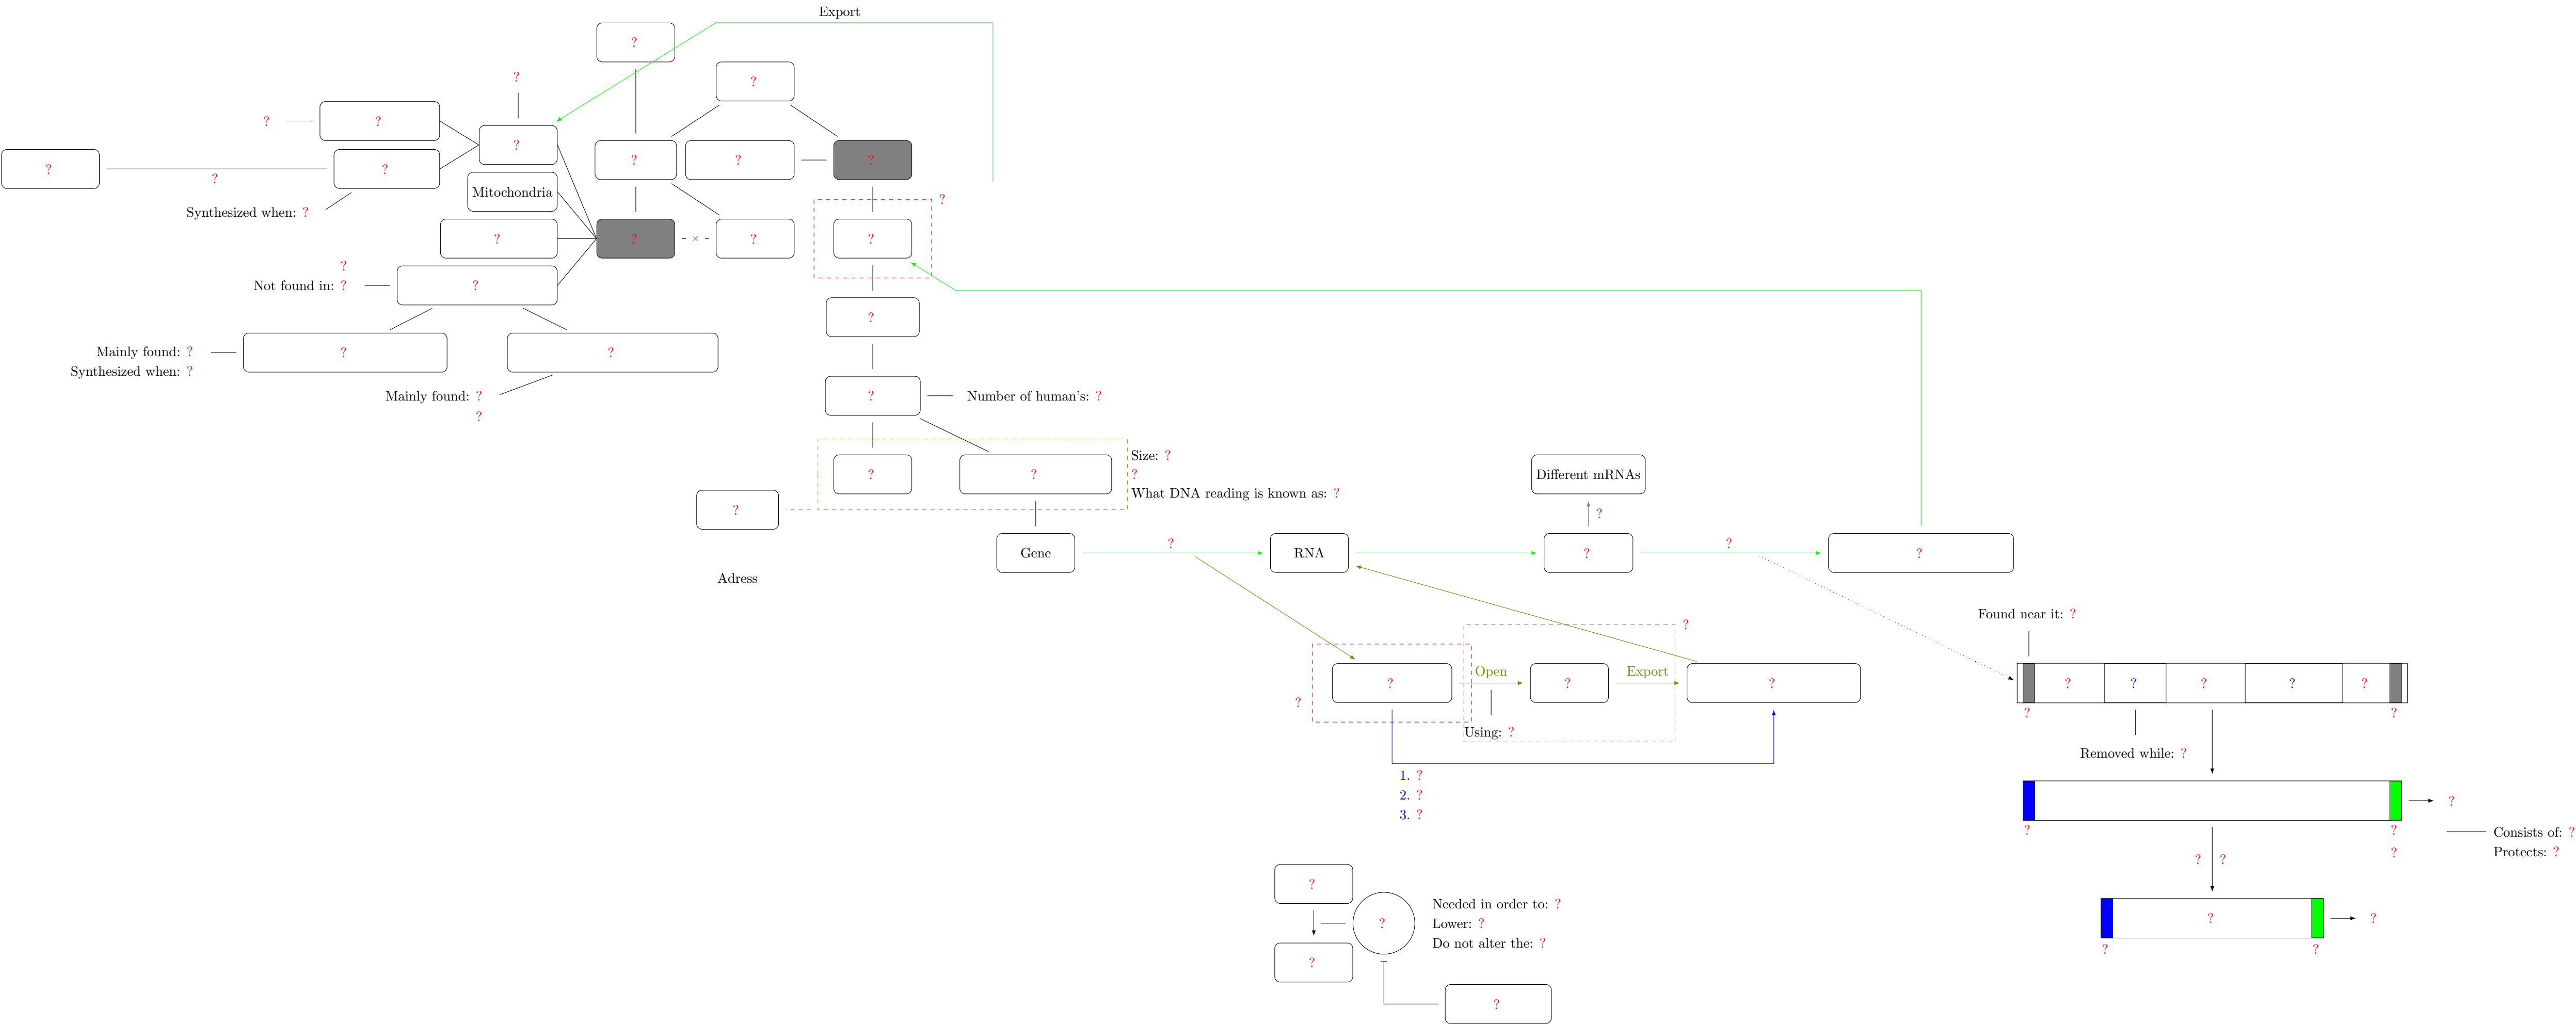 Export
?
?
?
? ?
?
? ? ?
? ?
?
Mitochondria
Synthesized when: ?
?
? ? × ? ?
?
Not found in: ? ?
?
Mainly found: ? ? ?
Synthesized when: ?
Mainly found: ? ? Number of human's: ?
?
Size: ?
? ? ?
What DNA reading is known as: ?
Different mRNAs
? ?
Gene ? RNA ? ? ?
Adress
Found near it: ?
?
Open Export
? ? ? ? ? ? ? ?
?
? ?
Using: ?
Removed while: ?
1. ?
2. ?
3. ?
?
? ?
Consists of: ?
Protects: ?
?
? ?
?
Needed in order to: ?
Lower: ?
Do not alter the: ?
?
? ?
? ?
?
?